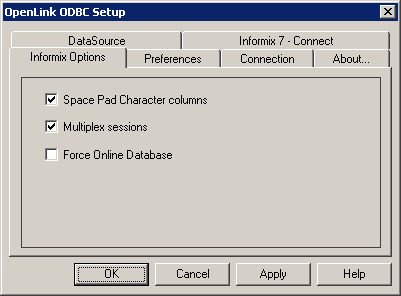 OpenLink ODBC Setup
DataSource Informix 7 - Connect
Informix Options Preferences Connection About...
Space Pad Character columns
Multiplex sessions
Force Online Database
OK Cancel Apply Help